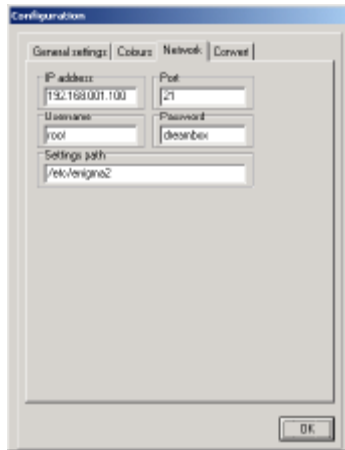 Configuration
General settings Colours Network Convert
IP address Port
192.168.001.100 21
Username Password
root dreambox
Settings path
/etc/enigma2
OK